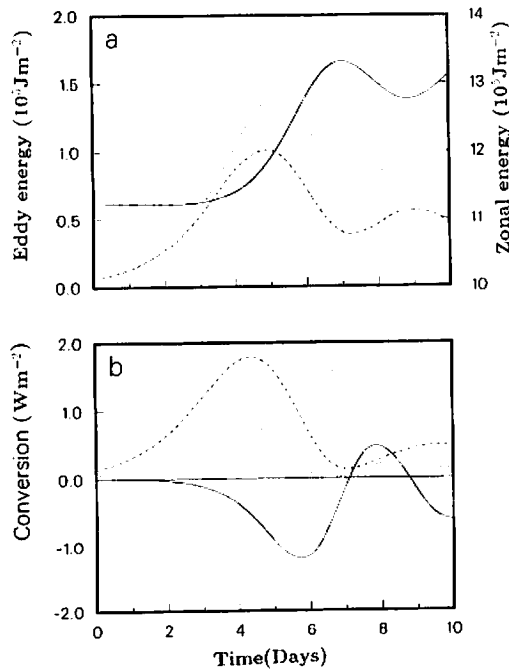 a
Eddy energy (10⁵Jm⁻²)
2.0
1.5
1.0
0.5
0.0
Zonal energy (10⁵Jm⁻²)
14
13
12
11
10
b
Conversion (Wm⁻²)
2.0
1.0
0.0
-1.0
-2.0
0 2 4 6 8 10
Time(Days)